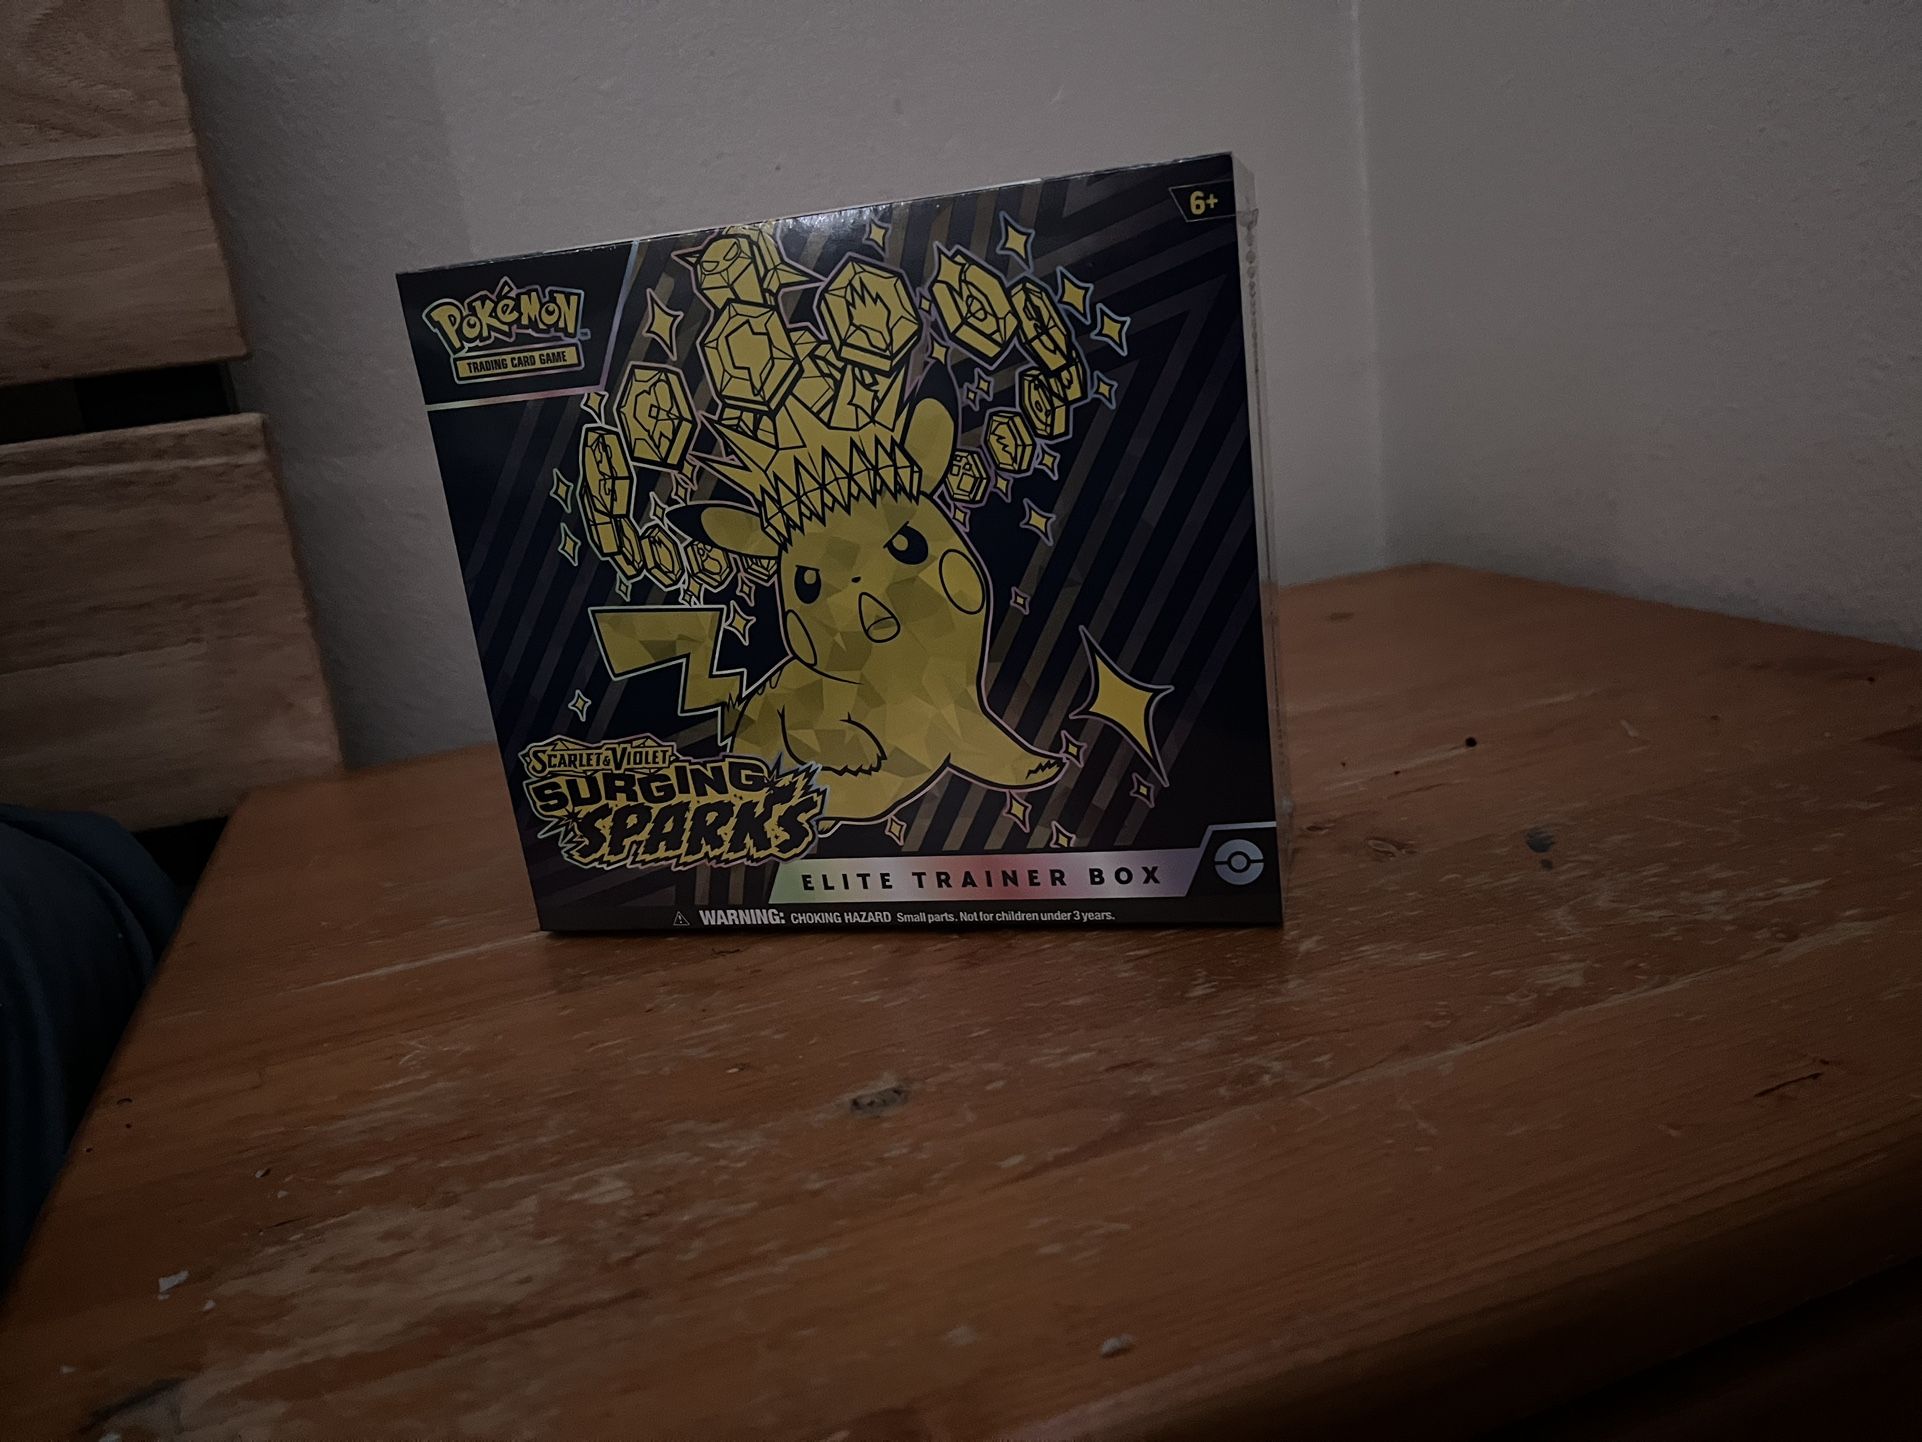 6+
POKéMON
TRADING CARD GAME
SCARLET & VIOLET
SURGING
SPARKS
ELITE TRAINER BOX
WARNING: CHOKING HAZARD Small parts. Not for children under 3 years.